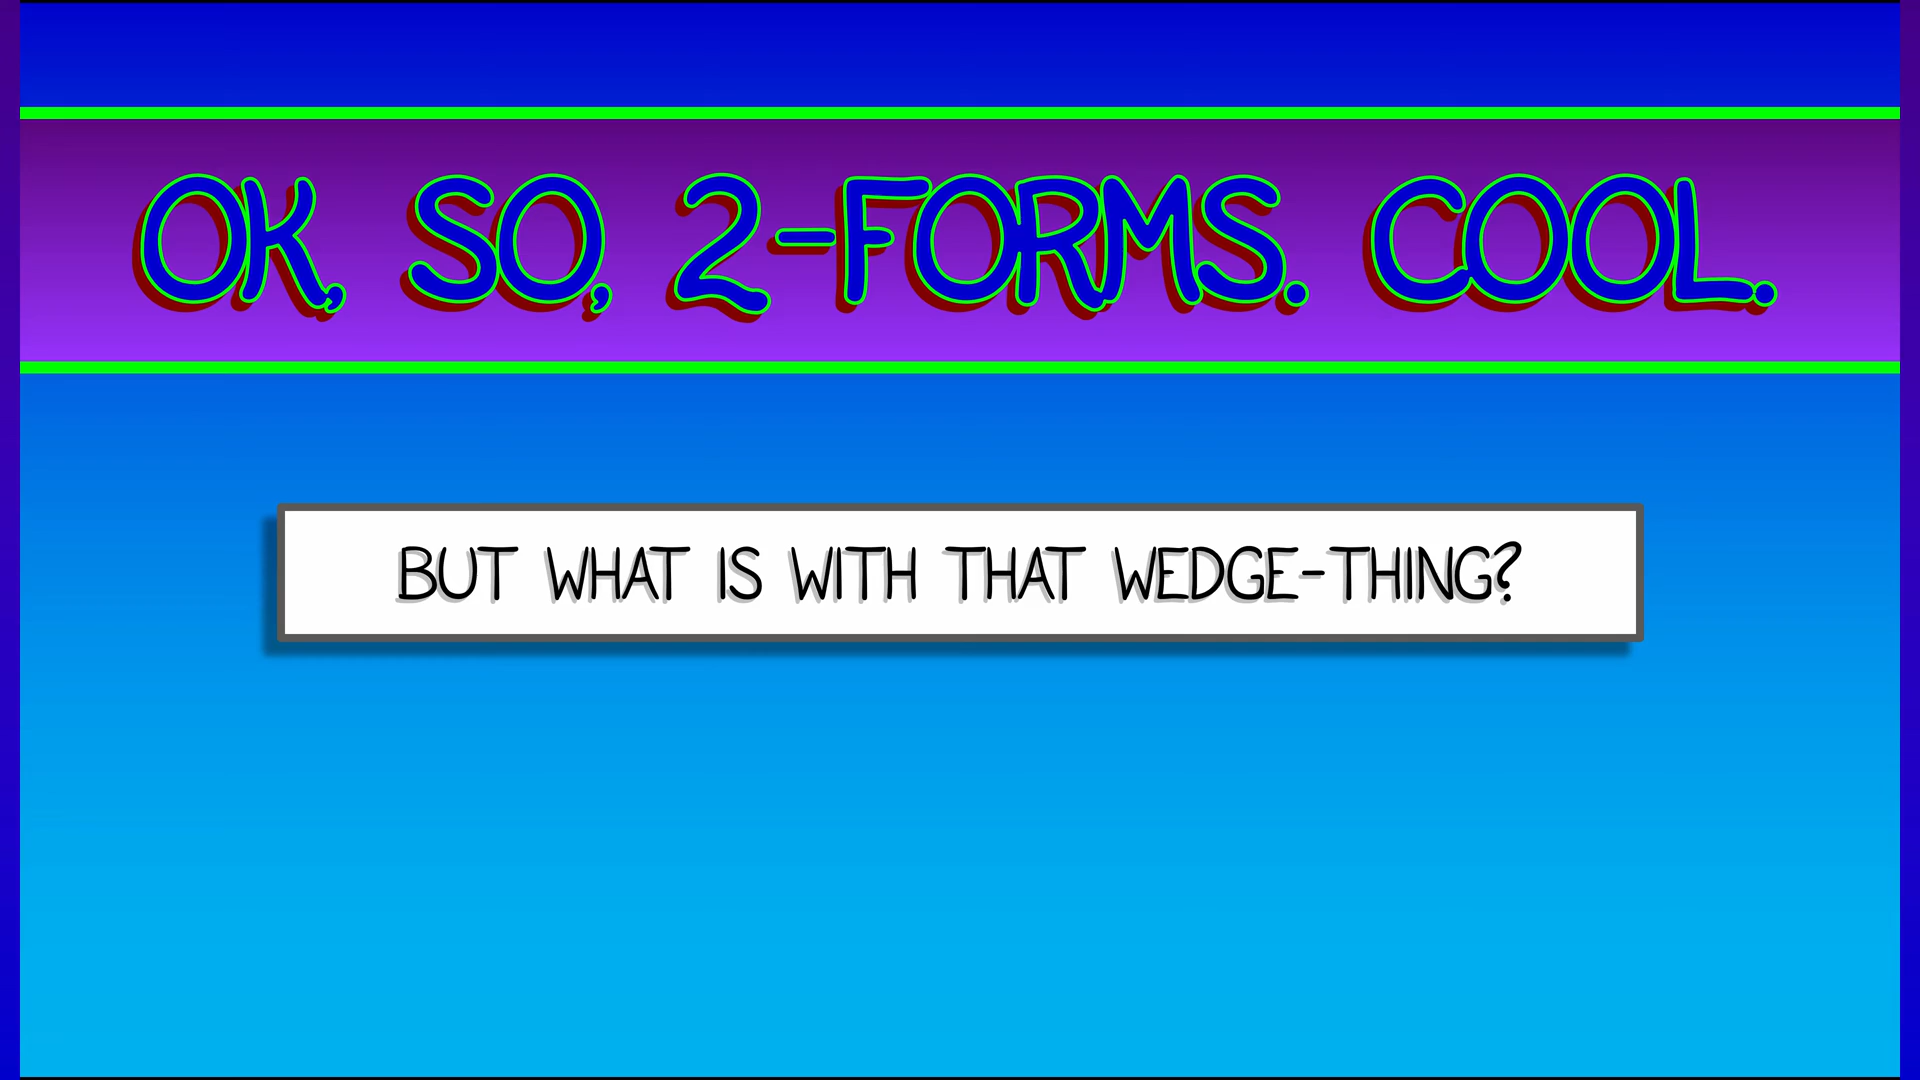 OK, SO, 2-FORMS. COOL.
BUT WHAT IS WITH THAT WEDGE-THING?